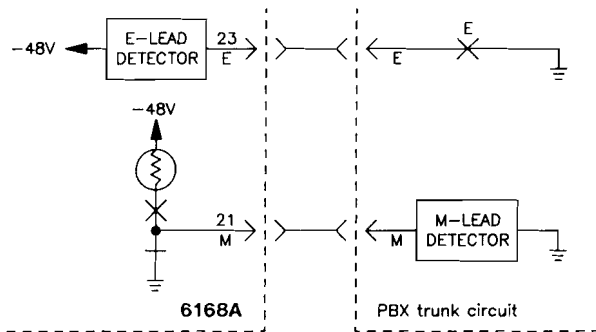 E-LEAD
DETECTOR
-48V
23
E
E
E
-48V
21
M
M
M-LEAD
DETECTOR
6168A
PBX trunk circuit